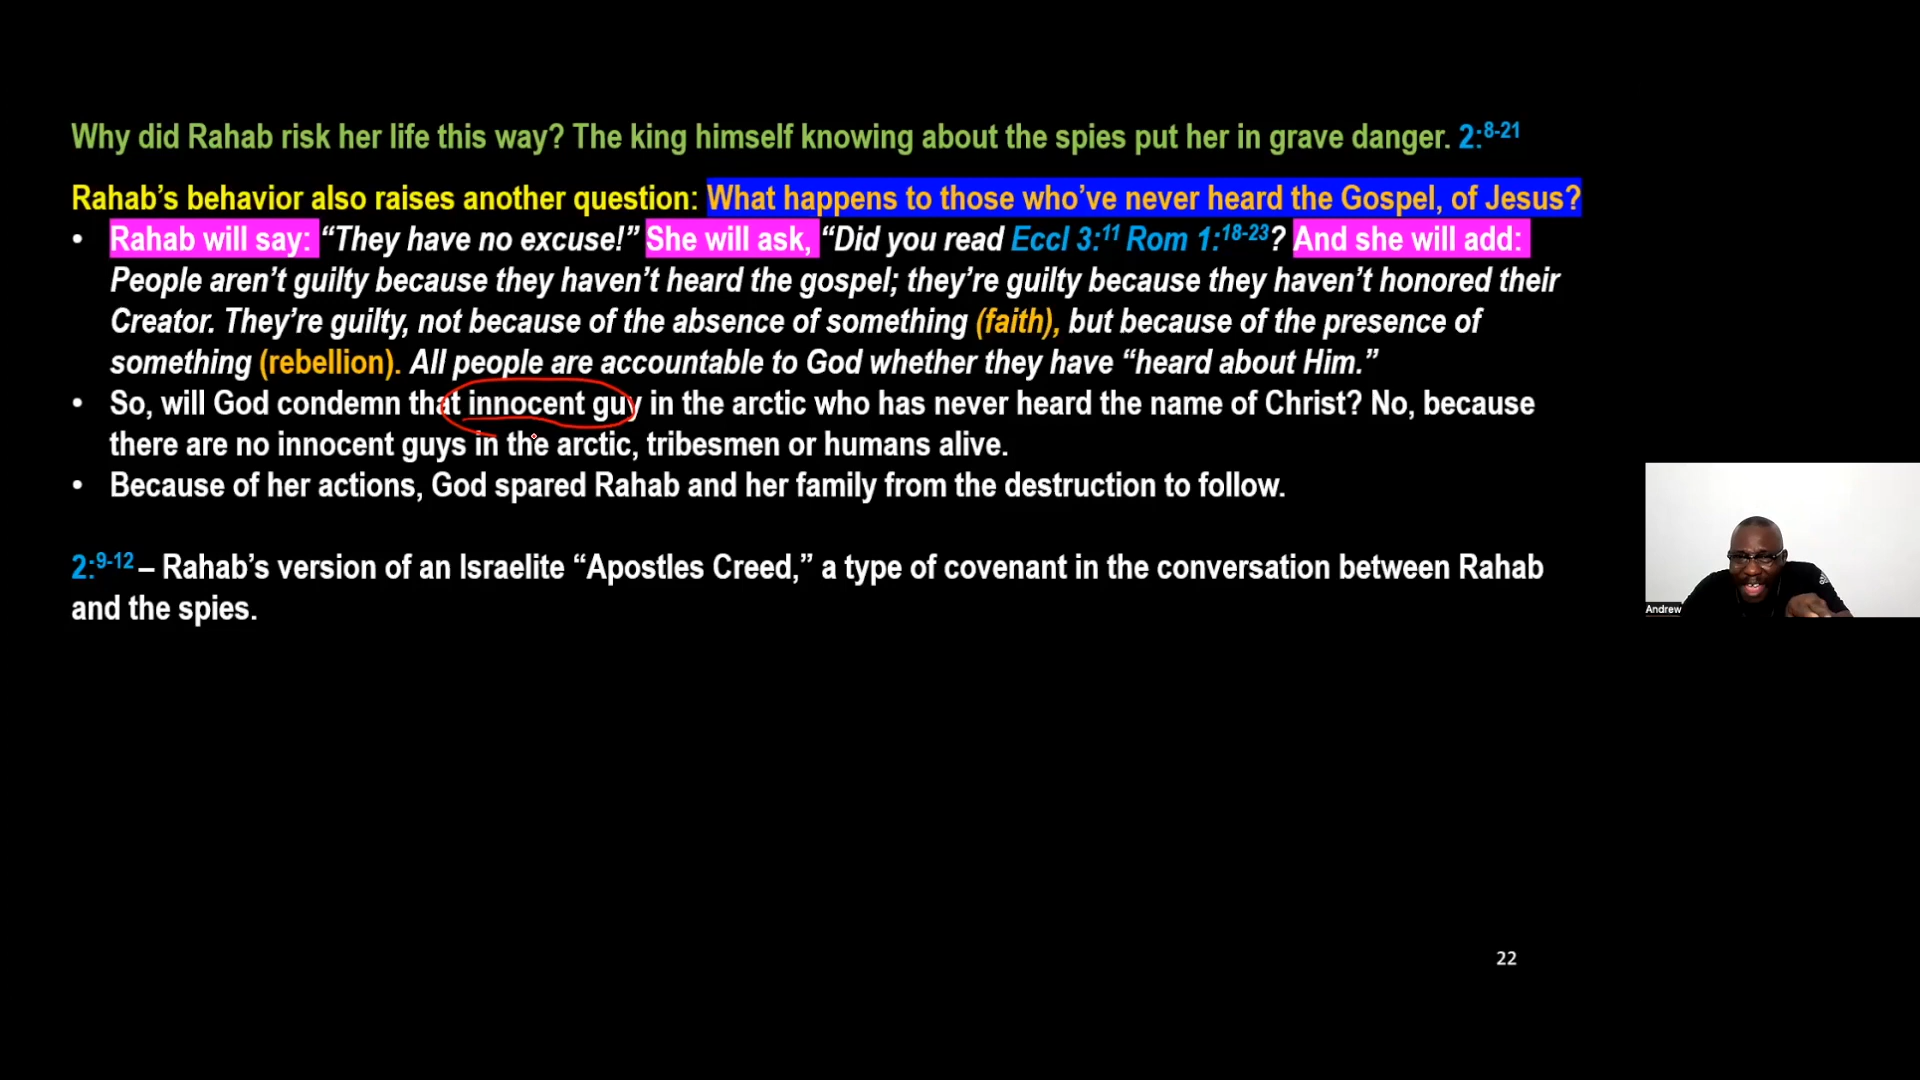 Why did Rahab risk her life this way? The king himself knowing about the spies put her in grave danger. 2:8-21
Rahab’s behavior also raises another question: What happens to those who’ve never heard the Gospel, of Jesus?
• Rahab will say: “They have no excuse!” She will ask, “Did you read Eccl 3:11 Rom 1:18-23? And she will add:
People aren’t guilty because they haven’t heard the gospel; they’re guilty because they haven’t honored their
Creator. They’re guilty, not because of the absence of something (faith), but because of the presence of
something (rebellion). All people are accountable to God whether they have “heard about Him.”
• So, will God condemn that innocent guy in the arctic who has never heard the name of Christ? No, because
there are no innocent guys in the arctic, tribesmen or humans alive.
• Because of her actions, God spared Rahab and her family from the destruction to follow.
2:9-12 – Rahab’s version of an Israelite “Apostles Creed,” a type of covenant in the conversation between Rahab
and the spies.
Andrew
22